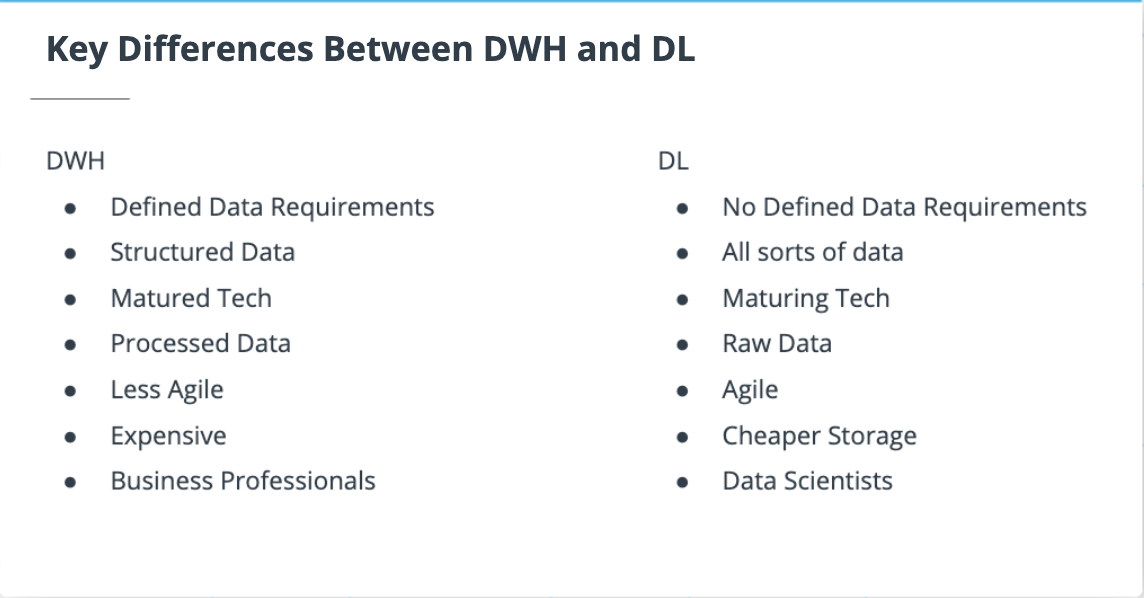 Key Differences Between DWH and DL
DWH
Defined Data Requirements
Structured Data
Matured Tech
Processed Data
Less Agile
Expensive
Business Professionals
DL
No Defined Data Requirements
All sorts of data
Maturing Tech
Raw Data
Agile
Cheaper Storage
Data Scientists